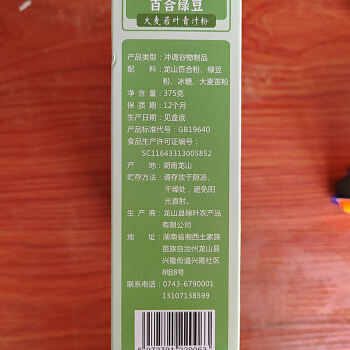 百合绿豆
大麦若叶青汁粉
产品类型：冲调谷物制品
配　　料：龙山百合粉、绿豆
粉、冰糖、大麦苗粉
净 含 量：375克
保 质 期：12个月
生产日期：见盒底
产品标准代号：GB19640
食品生产许可证编号：
SC11643313005852
产　　地：湖南龙山
贮存方法：请存放于阴凉、
干燥处，避免阳
光直射。
生 产 商：龙山县绿叶农产品
有限公司
地　　址：湖南省湘西土家族
苗族自治州龙山县
兴隆街道兴隆社区
8组8号
联系电话：0743-6790001
13107138599